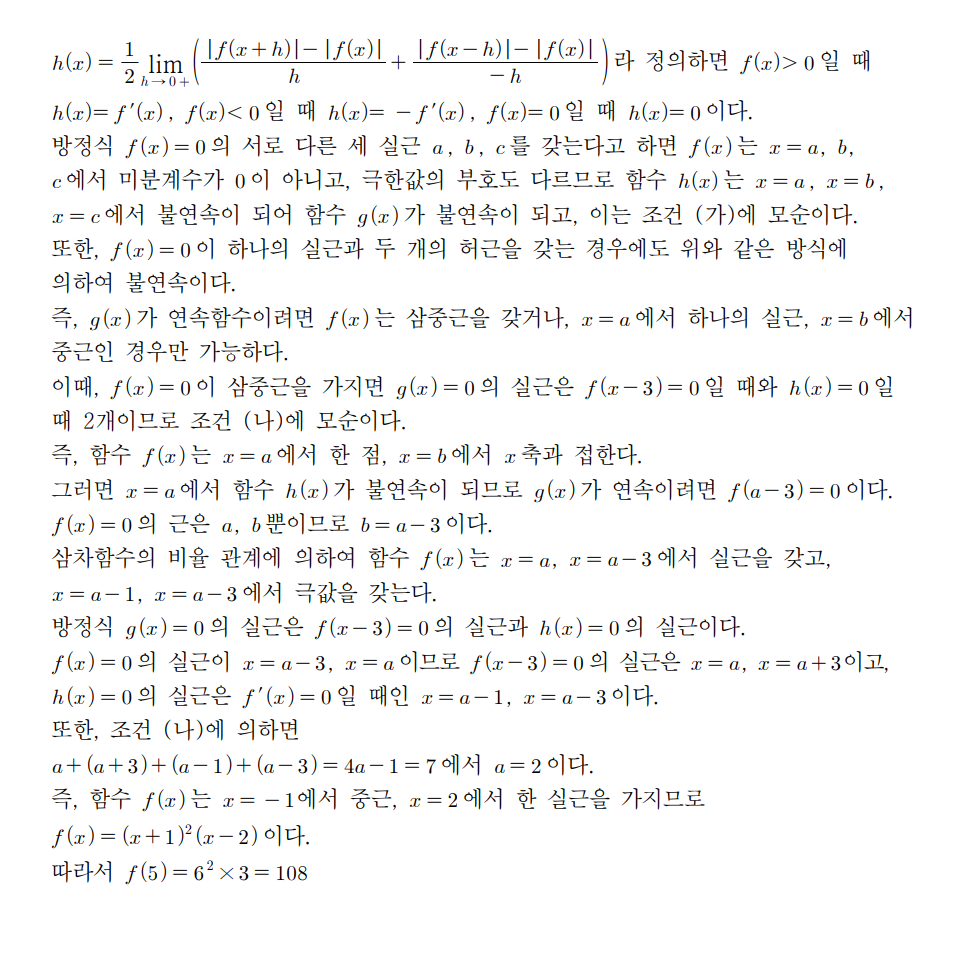 h(x) = 1/2 lim_{h→0+} ( (|f(x+h)| - |f(x)|)/h + (|f(x-h)| - |f(x)|)/(-h) ) 라 정의하면 f(x) > 0일 때
h(x) = f'(x), f(x) < 0일 때 h(x) = -f'(x), f(x) = 0일 때 h(x) = 0이다.
방정식 f(x) = 0의 서로 다른 세 실근 a, b, c를 갖는다고 하면 f(x)는 x = a, b,
c에서 미분계수가 0이 아니고, 극한값의 부호도 다르므로 함수 h(x)는 x = a, x = b,
x = c에서 불연속이 되어 함수 g(x)가 불연속이 되고, 이는 조건 (가)에 모순이다.
또한, f(x) = 0이 하나의 실근과 두 개의 허근을 갖는 경우에도 위와 같은 방식에
의하여 불연속이다.
즉, g(x)가 연속함수이려면 f(x)는 삼중근을 갖거나, x = a에서 하나의 실근, x = b에서
중근인 경우만 가능하다.
이때, f(x) = 0이 삼중근을 가지면 g(x) = 0의 실근은 f(x-3) = 0일 때와 h(x) = 0일
때 2개이므로 조건 (나)에 모순이다.
즉, 함수 f(x)는 x = a에서 한 점, x = b에서 x축과 접한다.
그러면 x = a에서 함수 h(x)가 불연속이 되므로 g(x)가 연속이려면 f(a-3) = 0이다.
f(x) = 0의 근은 a, b뿐이므로 b = a-3이다.
삼차함수의 비율 관계에 의하여 함수 f(x)는 x = a, x = a-3에서 실근을 갖고,
x = a-1, x = a-3에서 극값을 갖는다.
방정식 g(x) = 0의 실근은 f(x-3) = 0의 실근과 h(x) = 0의 실근이다.
f(x) = 0의 실근이 x = a-3, x = a이므로 f(x-3) = 0의 실근은 x = a, x = a+3이고,
h(x) = 0의 실근은 f'(x) = 0일 때인 x = a-1, x = a-3이다.
또한, 조건 (나)에 의하면
a+(a+3)+(a-1)+(a-3) = 4a-1 = 7에서 a = 2이다.
즉, 함수 f(x)는 x = -1에서 중근, x = 2에서 한 실근을 가지므로
f(x) = (x+1)²(x-2)이다.
따라서 f(5) = 6² × 3 = 108